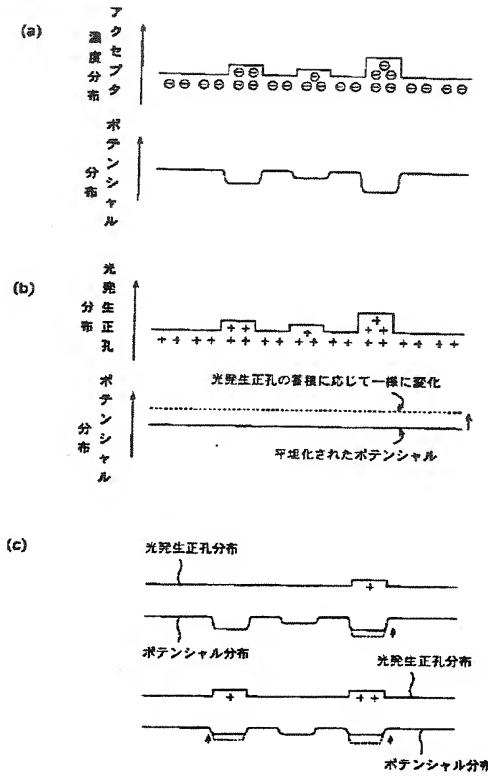 (a)
アクセプタ
濃度分布
ポテンシャル
分布
(b)
光発生正孔
分布
光発生正孔の蓄積に応じて一様に変化
ポテンシャル
分布
平坦化されたポテンシャル
(c)
光発生正孔分布
ポテンシャル分布
光発生正孔分布
ポテンシャル分布